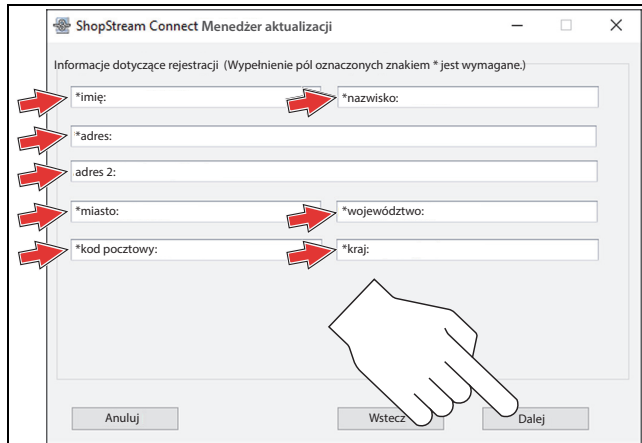 ShopStream Connect Menedżer aktualizacji
Informacje dotyczące rejestracji (Wypełnienie pól oznaczonych znakiem * jest wymagane.)
*imię: *nazwisko:
*adres:
adres 2:
*miasto: *województwo:
*kod pocztowy: *kraj:
Anuluj Wstecz Dalej